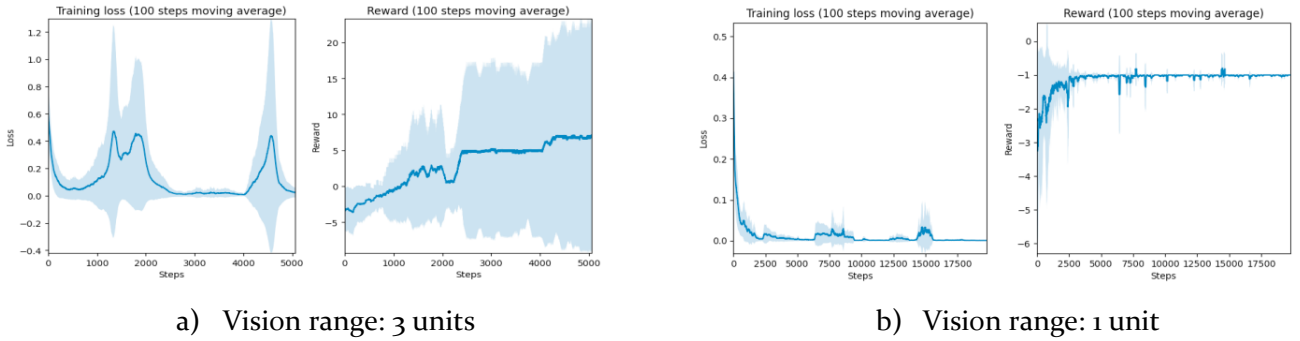 Training loss (100 steps moving average)
Loss
1.2
1.0
0.8
0.6
0.4
0.2
0.0
−0.2
−0.4
0 1000 2000 3000 4000 5000
Steps
Reward (100 steps moving average)
Reward
20
15
10
5
0
−5
0 1000 2000 3000 4000 5000
Steps
a) Vision range: 3 units
Training loss (100 steps moving average)
Loss
0.5
0.4
0.3
0.2
0.1
0.0
0 2500 5000 7500 10000 12500 15000 17500
Steps
Reward (100 steps moving average)
Reward
0
−1
−2
−3
−4
−5
−6
0 2500 5000 7500 10000 12500 15000 17500
Steps
b) Vision range: 1 unit